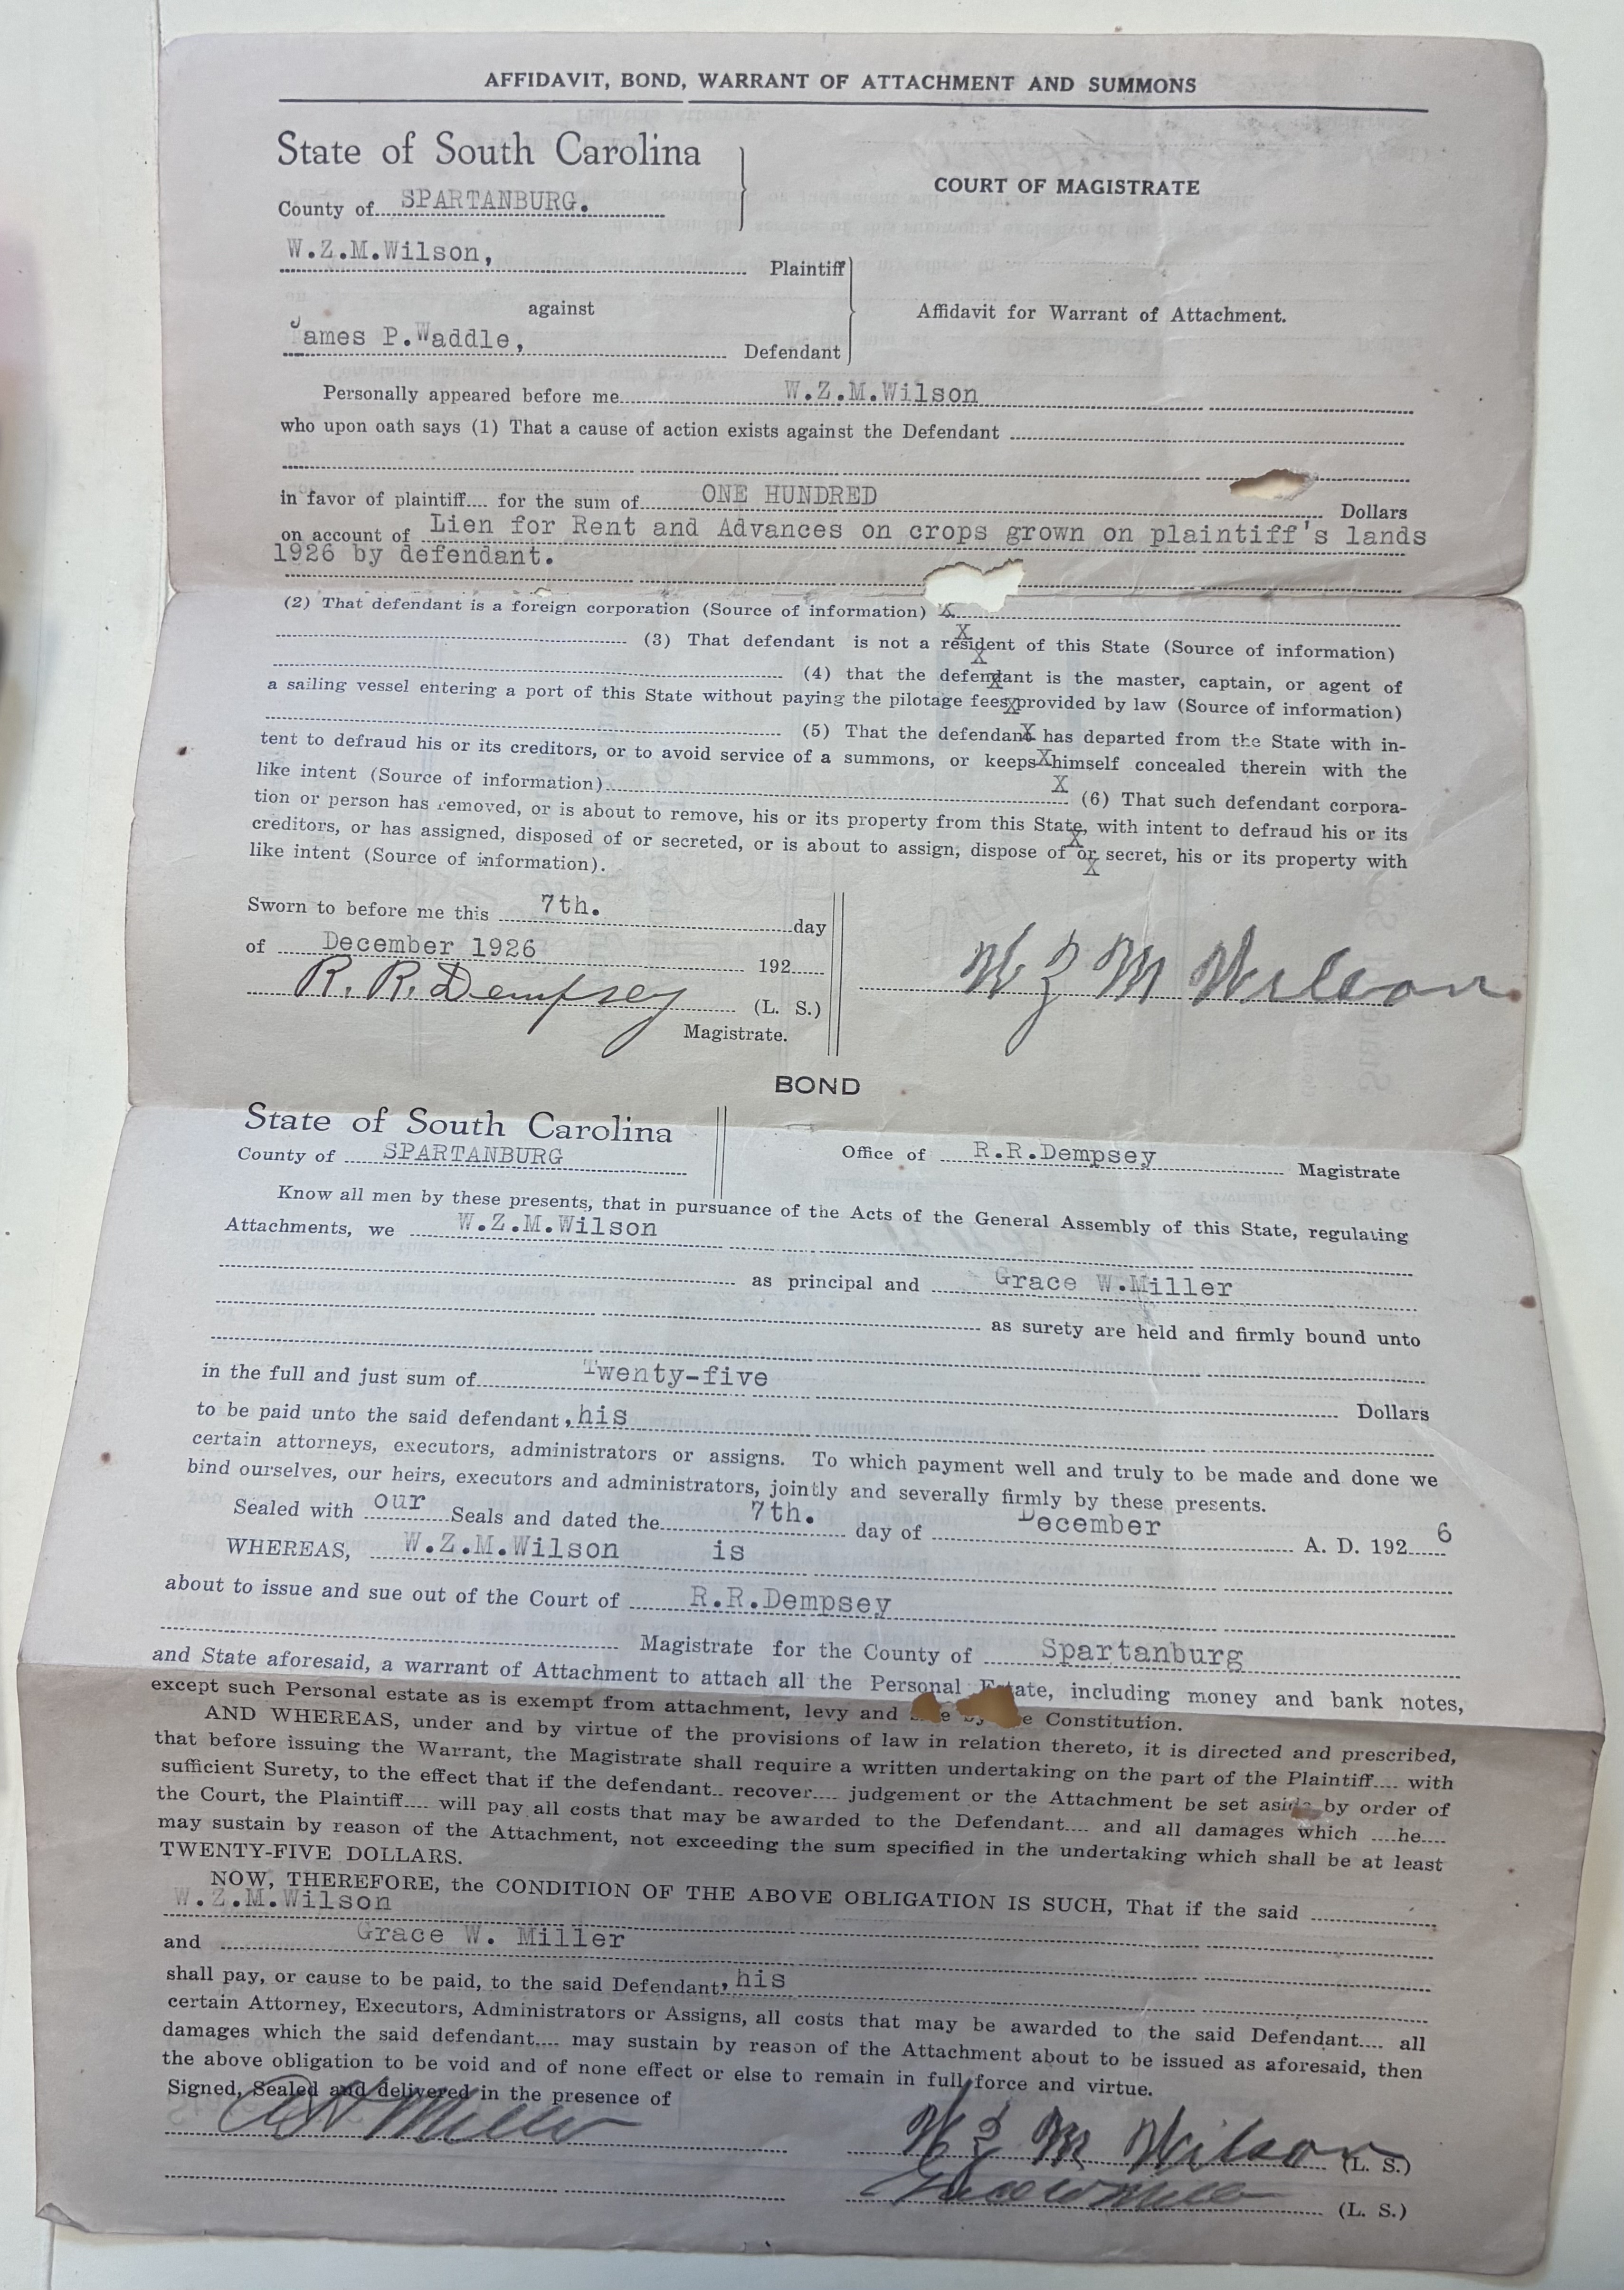 AFFIDAVIT, BOND, WARRANT OF ATTACHMENT AND SUMMONS
State of South Carolina
COURT OF MAGISTRATE
County of SPARTANBURG.
W.Z.M.Wilson,
Plaintiff
against
Affidavit for Warrant of Attachment.
James P.Waddle,
Defendant
Personally appeared before me W.Z.M.Wilson
who upon oath says (1) That a cause of action exists against the Defendant
in favor of plaintiff.... for the sum of ONE HUNDRED Dollars
on account of Lien for Rent and Advances on crops grown on plaintiff's lands
1926 by defendant.
(2) That defendant is a foreign corporation (Source of information) X
X
(3) That defendant is not a resident of this State (Source of information)
X
(4) that the defendant is the master, captain, or agent of
X
a sailing vessel entering a port of this State without paying the pilotage fees X provided by law (Source of information)
(5) That the defendant X has departed from the State with in-
tent to defraud his or its creditors, or to avoid service of a summons, or keeps X himself concealed therein with the
like intent (Source of information) X (6) That such defendant corpora-
tion or person has removed, or is about to remove, his or its property from this State, with intent to defraud his or its
X
creditors, or has assigned, disposed of or secreted, or is about to assign, dispose of or secret, his or its property with
X
like intent (Source of information).
Sworn to before me this 7th. day
of December 1926 192
R. R. Dempsey (L. S.)
W Z M Wilson
Magistrate.
BOND
State of South Carolina
County of SPARTANBURG
Office of R.R.Dempsey Magistrate
Know all men by these presents, that in pursuance of the Acts of the General Assembly of this State, regulating
Attachments, we W.Z.M.Wilson
as principal and Grace W.Miller
as surety are held and firmly bound unto
in the full and just sum of Twenty-five Dollars
to be paid unto the said defendant, his
certain attorneys, executors, administrators or assigns. To which payment well and truly to be made and done we
bind ourselves, our heirs, executors and administrators, jointly and severally firmly by these presents.
Sealed with our Seals and dated the 7th. day of December A. D. 192 6
WHEREAS, W.Z.M.Wilson is
about to issue and sue out of the Court of R.R.Dempsey
Magistrate for the County of Spartanburg
and State aforesaid, a warrant of Attachment to attach all the Personal Estate, including money and bank notes,
except such Personal estate as is exempt from attachment, levy and Constitution.
AND WHEREAS, under and by virtue of the provisions of law in relation thereto, it is directed and prescribed,
that before issuing the Warrant, the Magistrate shall require a written undertaking on the part of the Plaintiff.... with
sufficient Surety, to the effect that if the defendant.. recover.... judgement or the Attachment be set aside by order of
the Court, the Plaintiff.... will pay all costs that may be awarded to the Defendant.... and all damages which ....he....
may sustain by reason of the Attachment, not exceeding the sum specified in the undertaking which shall be at least
TWENTY-FIVE DOLLARS.
NOW, THEREFORE, the CONDITION OF THE ABOVE OBLIGATION IS SUCH, That if the said
W.Z.M.Wilson
and Grace W. Miller
shall pay, or cause to be paid, to the said Defendant, his
certain Attorney, Executors, Administrators or Assigns, all costs that may be awarded to the said Defendant.... all
damages which the said defendant.... may sustain by reason of the Attachment about to be issued as aforesaid, then
the above obligation to be void and of none effect or else to remain in full force and virtue.
Signed, Sealed and delivered in the presence of
Miller
W Z M Wilson (L. S.)
Grace W Miller (L. S.)